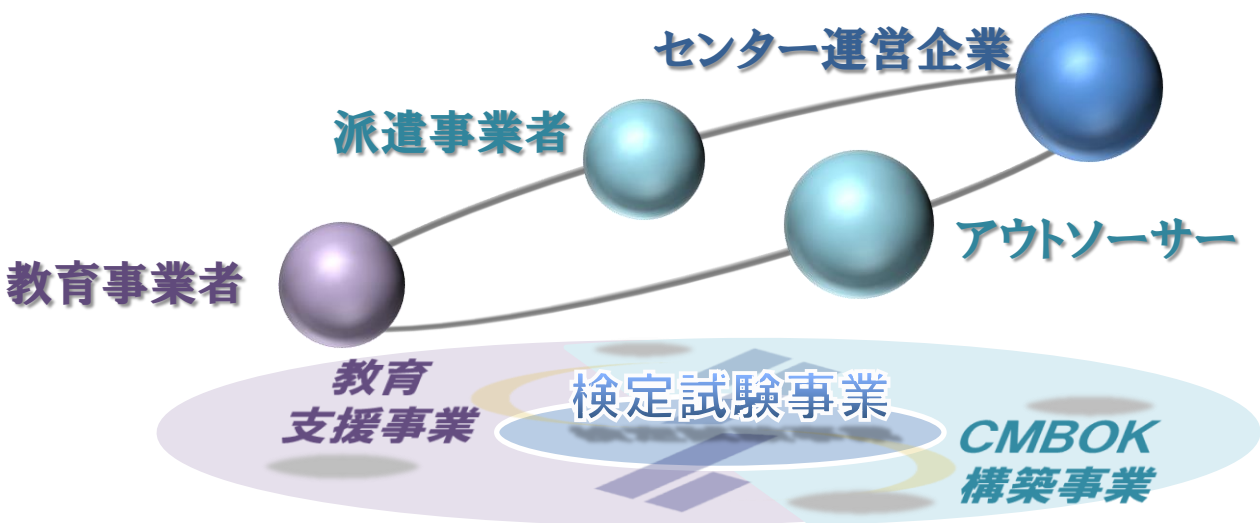 センター運営企業
派遣事業者
アウトソーサー
教育事業者
教育
支援事業
検定試験事業
CMBOK
構築事業